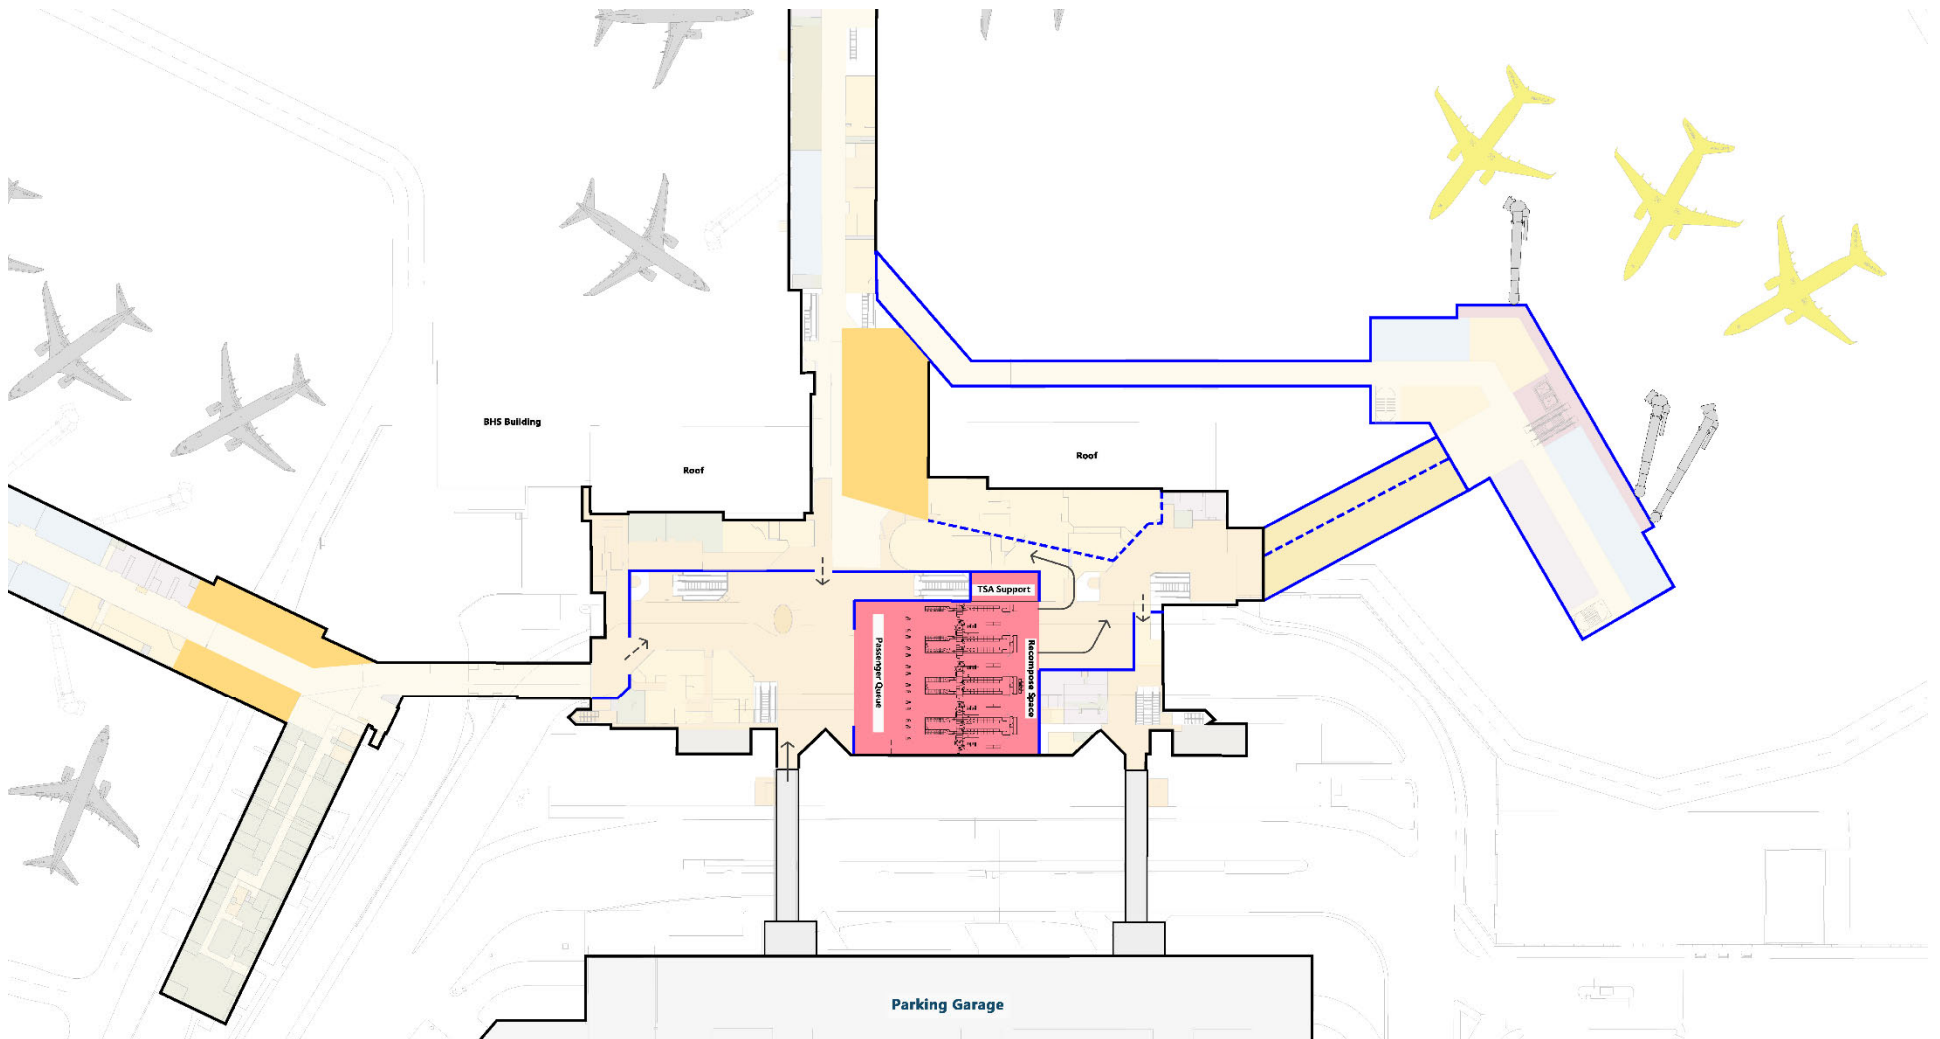 BHS Building
Roof
Roof
TSA Support
Passenger Queue
Recompose Space
Parking Garage